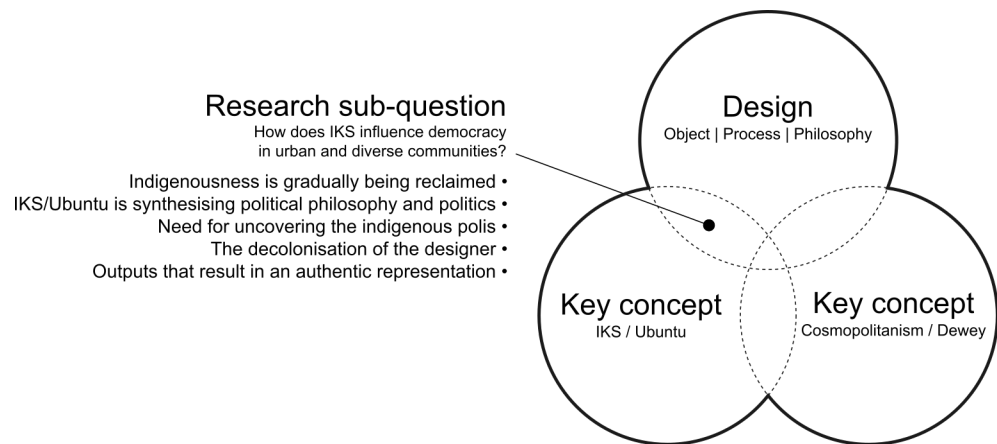 Research sub-question
How does IKS influence democracy
in urban and diverse communities?
Indigenousness is gradually being reclaimed •
IKS/Ubuntu is synthesising political philosophy and politics •
Need for uncovering the indigenous polis •
The decolonisation of the designer •
Outputs that result in an authentic representation •
Design
Object | Process | Philosophy
Key concept
IKS / Ubuntu
Key concept
Cosmopolitanism / Dewey